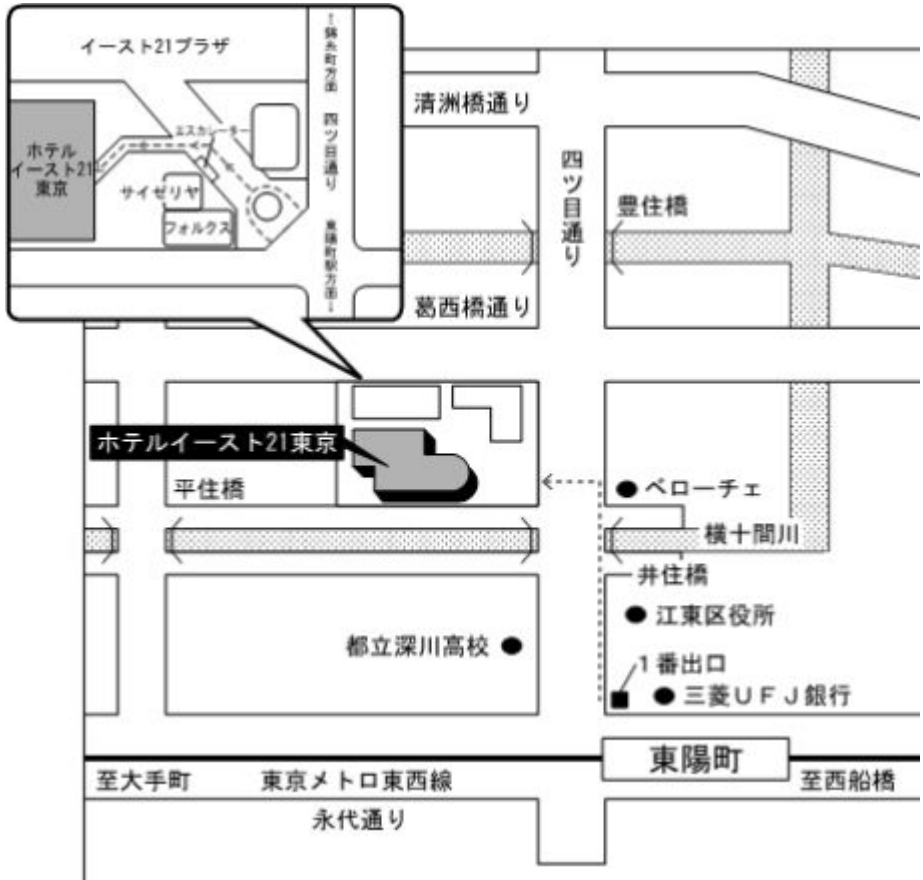 イースト21プラザ
エスカレーター
ホテル
イースト21
東京
サイゼリヤ
フォルクス
←錦糸町方面
四ツ目通り
東陽町駅方面→
清洲橋通り
四ツ目通り
豊住橋
葛西橋通り
ホテルイースト21東京
平住橋
ベローチェ
横十間川
井住橋
江東区役所
都立深川高校
1番出口
三菱UFJ銀行
東陽町
至大手町
東京メトロ東西線
至西船橋
永代通り